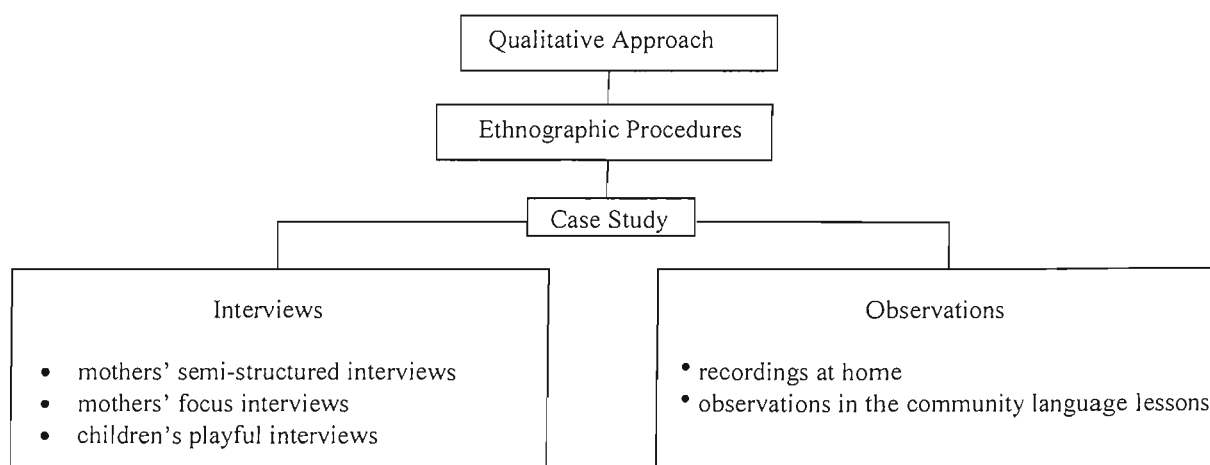 Qualitative Approach
Ethnographic Procedures
Case Study
Interviews
• mothers' semi-structured interviews
• mothers' focus interviews
• children's playful interviews
Observations
• recordings at home
• observations in the community language lessons